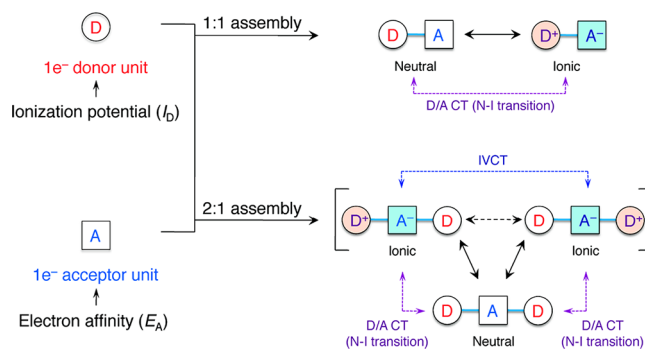 D
1e⁻ donor unit
Ionization potential (I_D)
A
1e⁻ acceptor unit
Electron affinity (E_A)
1:1 assembly
D A
Neutral
D⁺ A⁻
Ionic
D/A CT (N-I transition)
2:1 assembly
IVCT
D⁺ A⁻ D
Ionic
D A⁻ D⁺
Ionic
D A D
Neutral
D/A CT
(N-I transition)
D/A CT
(N-I transition)